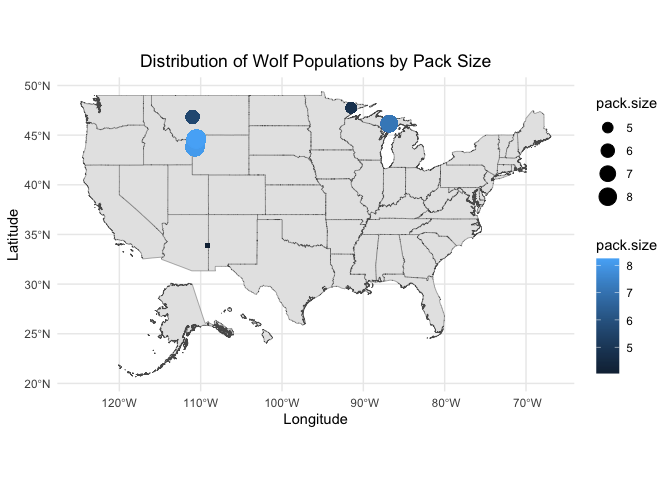 Distribution of Wolf Populations by Pack Size
50°N
45°N
40°N
35°N
30°N
25°N
20°N
Latitude
120°W 110°W 100°W 90°W 80°W 70°W
Longitude
pack.size
5
6
7
8
pack.size
8
7
6
5